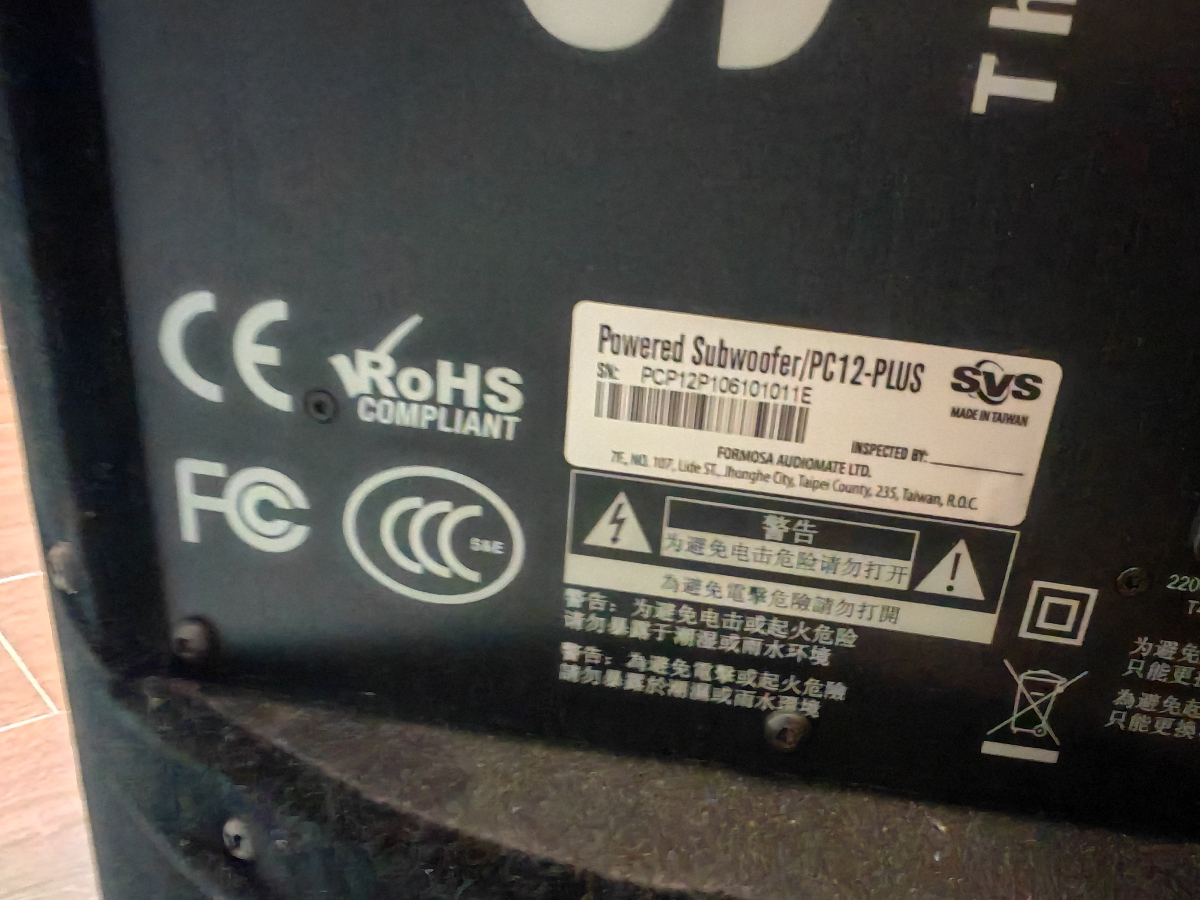 Th
CE
RoHS
COMPLIANT
FC
CCC S&E
Powered Subwoofer/PC12-PLUS
SVS
SN: PCP12P106101011E
MADE IN TAIWAN
INSPECTED BY:
FORMOSA AUDIOMATE LTD.
7F., NO. 107, Lide ST., Jhonghe City, Taipei County, 235, Taiwan, R.O.C.
警告
为避免电击危险请勿打开
為避免電擊危險請勿打開
警告：为避免电击或起火危险
请勿暴露于潮湿或雨水环境
警告：為避免電擊或起火危險
請勿暴露於潮濕或雨水環境
220
为避免
只能更
為避免起
只能更換